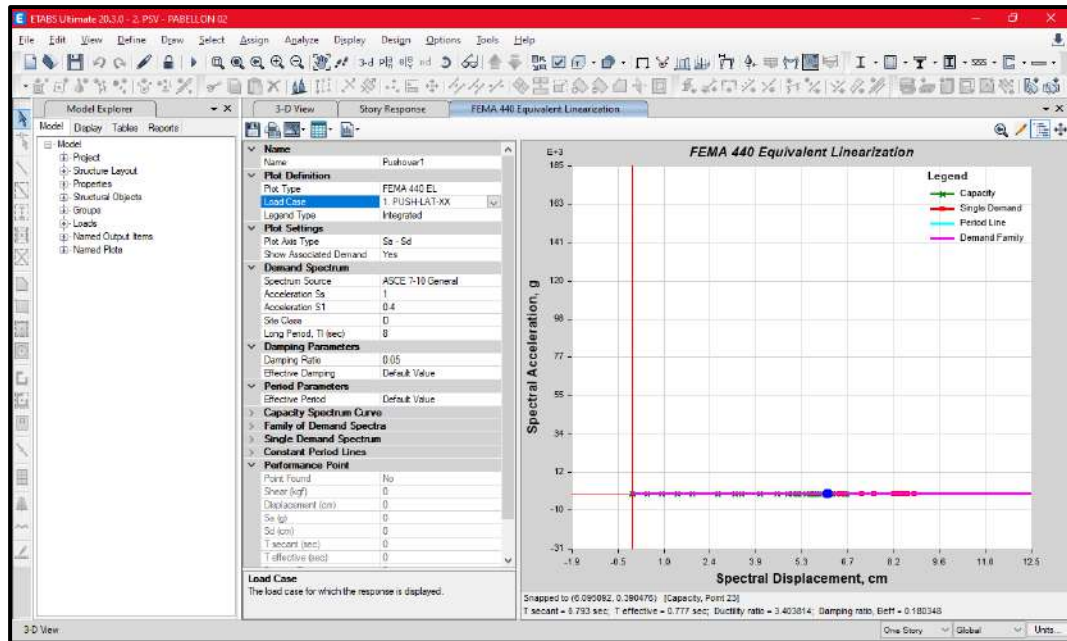 ETABS Ultimate 20.3.0 - 2. PSV - PABELLON 02
File Edit View Define Draw Select Assign Analyze Display Design Options Tools Help
3-d
Model Explorer
Model Display Tables Reports
Model
Project
Structure Layout
Properties
Structural Objects
Groups
Loads
Named Output Items
Named Plots
3-D View Story Response FEMA 440 Equivalent Linearization
Name
Name Pushover1
Plot Definition
Plot Type FEMA 440 EL
Load Case 1. PUSH-LAT-XX
Legend Type Integrated
Plot Settings
Plot Axis Type Sa - Sd
Show Associated Demand Yes
Demand Spectrum
Spectrum Source ASCE 7-10 General
Acceleration Ss 1
Acceleration S1 0.4
Site Class D
Long Period, Tl (sec) 8
Damping Parameters
Damping Ratio 0.05
Effective Damping Default Value
Period Parameters
Effective Period Default Value
Capacity Spectrum Curve
Family of Demand Spectra
Single Demand Spectrum
Constant Period Lines
Performance Point
Point Found No
Shear (kgf) 0
Displacement (cm) 0
Sa (g) 0
Sd (cm) 0
T secant (sec) 0
T effective (sec) 0
Load Case
The load case for which the response is displayed.
FEMA 440 Equivalent Linearization
E+3
185
163
141
120
98
77
55
34
12
-10
-31
Spectral Acceleration, g
Legend
Capacity
Single Demand
Period Line
Demand Family
-1.9 -0.5 1.0 2.4 3.9 5.3 6.7 8.2 9.6 11.0 12.5
Spectral Displacement, cm
Snapped to (6.095092, 0.390476) [Capacity, Point 23]
T secant = 0.793 sec; T effective = 0.777 sec; Ductility ratio = 3.403814; Damping ratio, Beff = 0.180348
3-D View One Story Global Units...